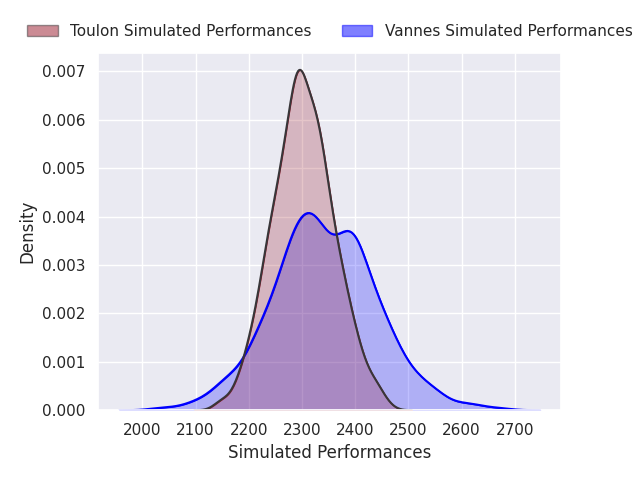 Toulon Simulated Performances
Vannes Simulated Performances
0.007
0.006
0.005
0.004
0.003
0.002
0.001
0.000
Density
2000 2100 2200 2300 2400 2500 2600 2700
Simulated Performances